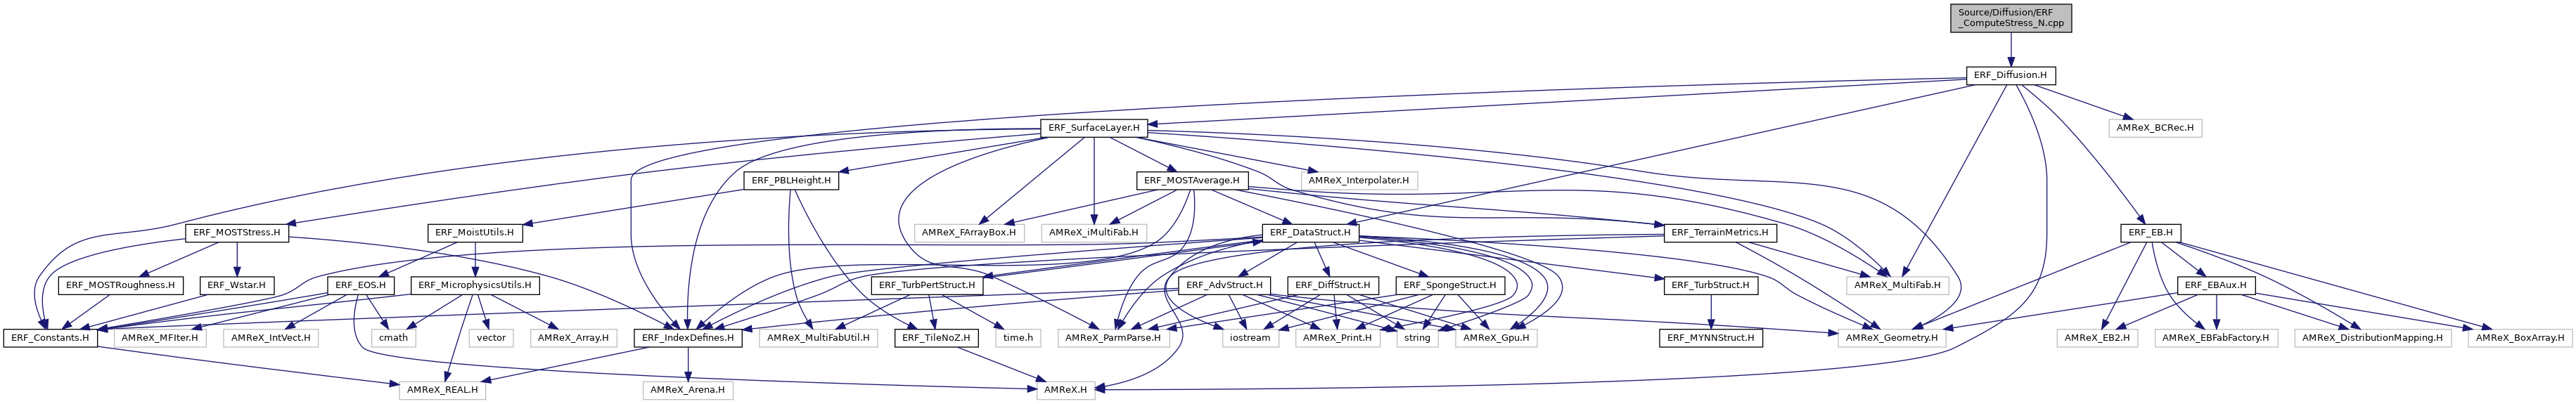 Source/Diffusion/ERF
_ComputeStress_N.cpp
ERF_Diffusion.H
ERF_SurfaceLayer.H
AMReX_BCRec.H
ERF_PBLHeight.H
ERF_MOSTAverage.H
AMReX_Interpolater.H
ERF_MOSTStress.H
ERF_MoistUtils.H
AMReX_FArrayBox.H
AMReX_iMultiFab.H
ERF_DataStruct.H
ERF_TerrainMetrics.H
ERF_EB.H
ERF_MOSTRoughness.H
ERF_Wstar.H
ERF_EOS.H
ERF_MicrophysicsUtils.H
ERF_TurbPertStruct.H
ERF_AdvStruct.H
ERF_DiffStruct.H
ERF_SpongeStruct.H
ERF_TurbStruct.H
AMReX_MultiFab.H
ERF_EBAux.H
ERF_Constants.H
AMReX_MFIter.H
AMReX_IntVect.H
cmath
vector
AMReX_Array.H
ERF_IndexDefines.H
AMReX_MultiFabUtil.H
ERF_TileNoZ.H
time.h
AMReX_ParmParse.H
iostream
AMReX_Print.H
string
AMReX_Gpu.H
ERF_MYNNStruct.H
AMReX_Geometry.H
AMReX_EB2.H
AMReX_EBFabFactory.H
AMReX_DistributionMapping.H
AMReX_BoxArray.H
AMReX_REAL.H
AMReX_Arena.H
AMReX.H